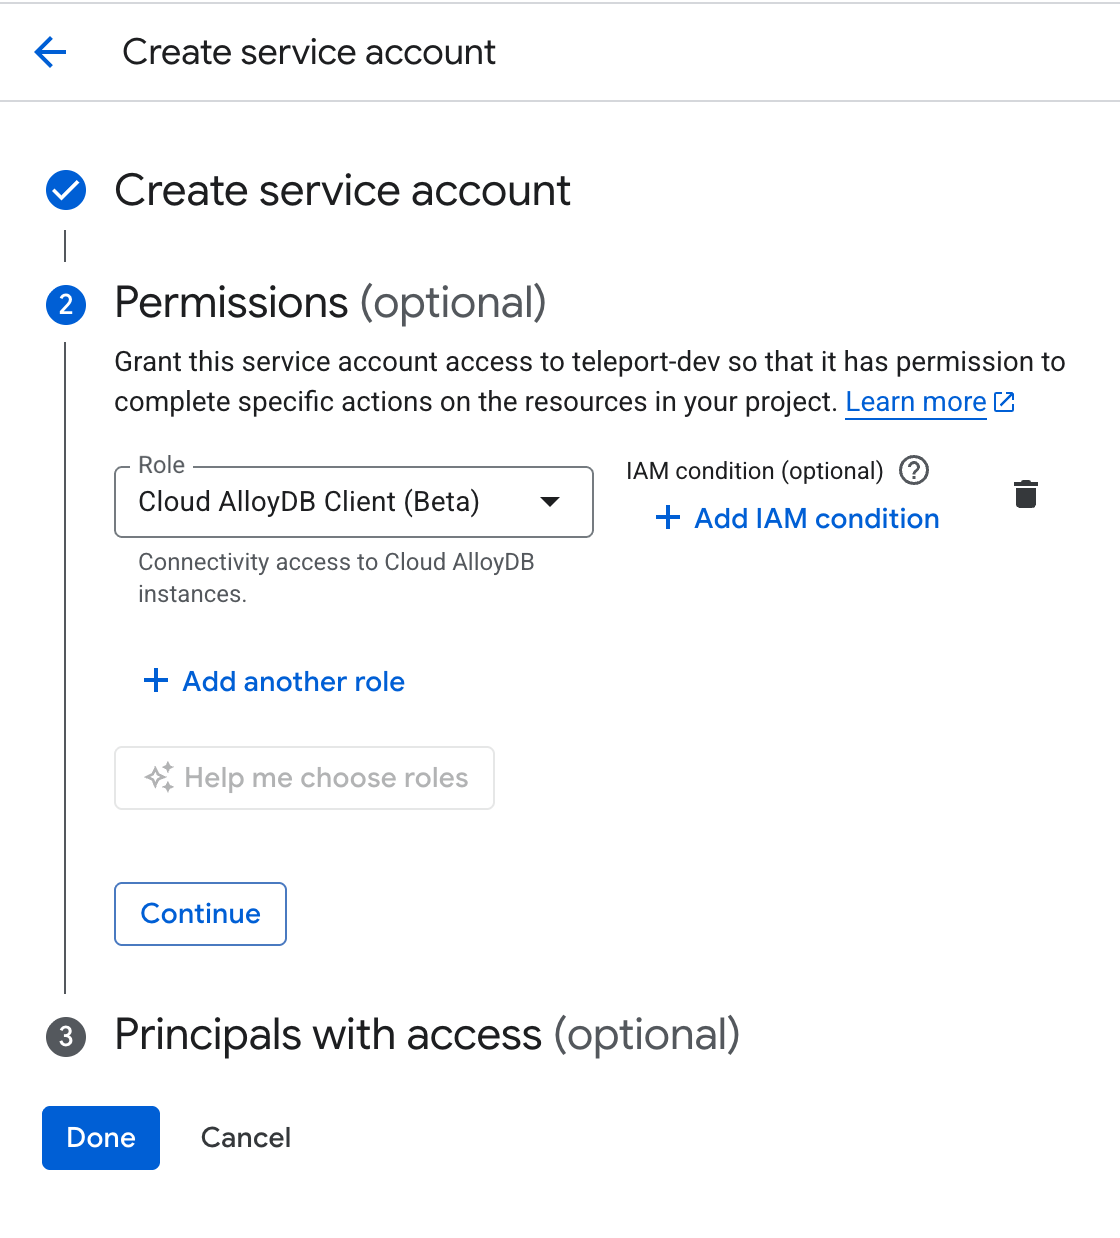 Create service account
Create service account
2
Permissions (optional)
Grant this service account access to teleport-dev so that it has permission to
complete specific actions on the resources in your project. Learn more
Role
Cloud AlloyDB Client (Beta)
IAM condition (optional) ?
+ Add IAM condition
Connectivity access to Cloud AlloyDB
instances.
+ Add another role
Help me choose roles
Continue
3
Principals with access (optional)
Done
Cancel